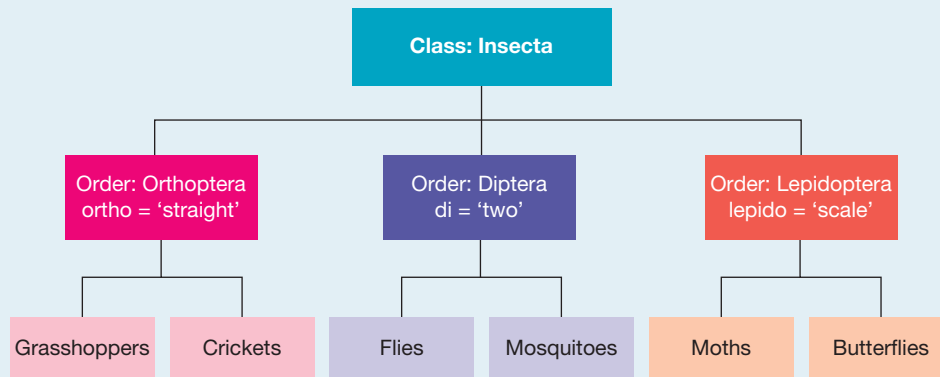 Class: Insecta
Order: Orthoptera
ortho = ‘straight’
Order: Diptera
di = ‘two’
Order: Lepidoptera
lepido = ‘scale’
Grasshoppers
Crickets
Flies
Mosquitoes
Moths
Butterflies